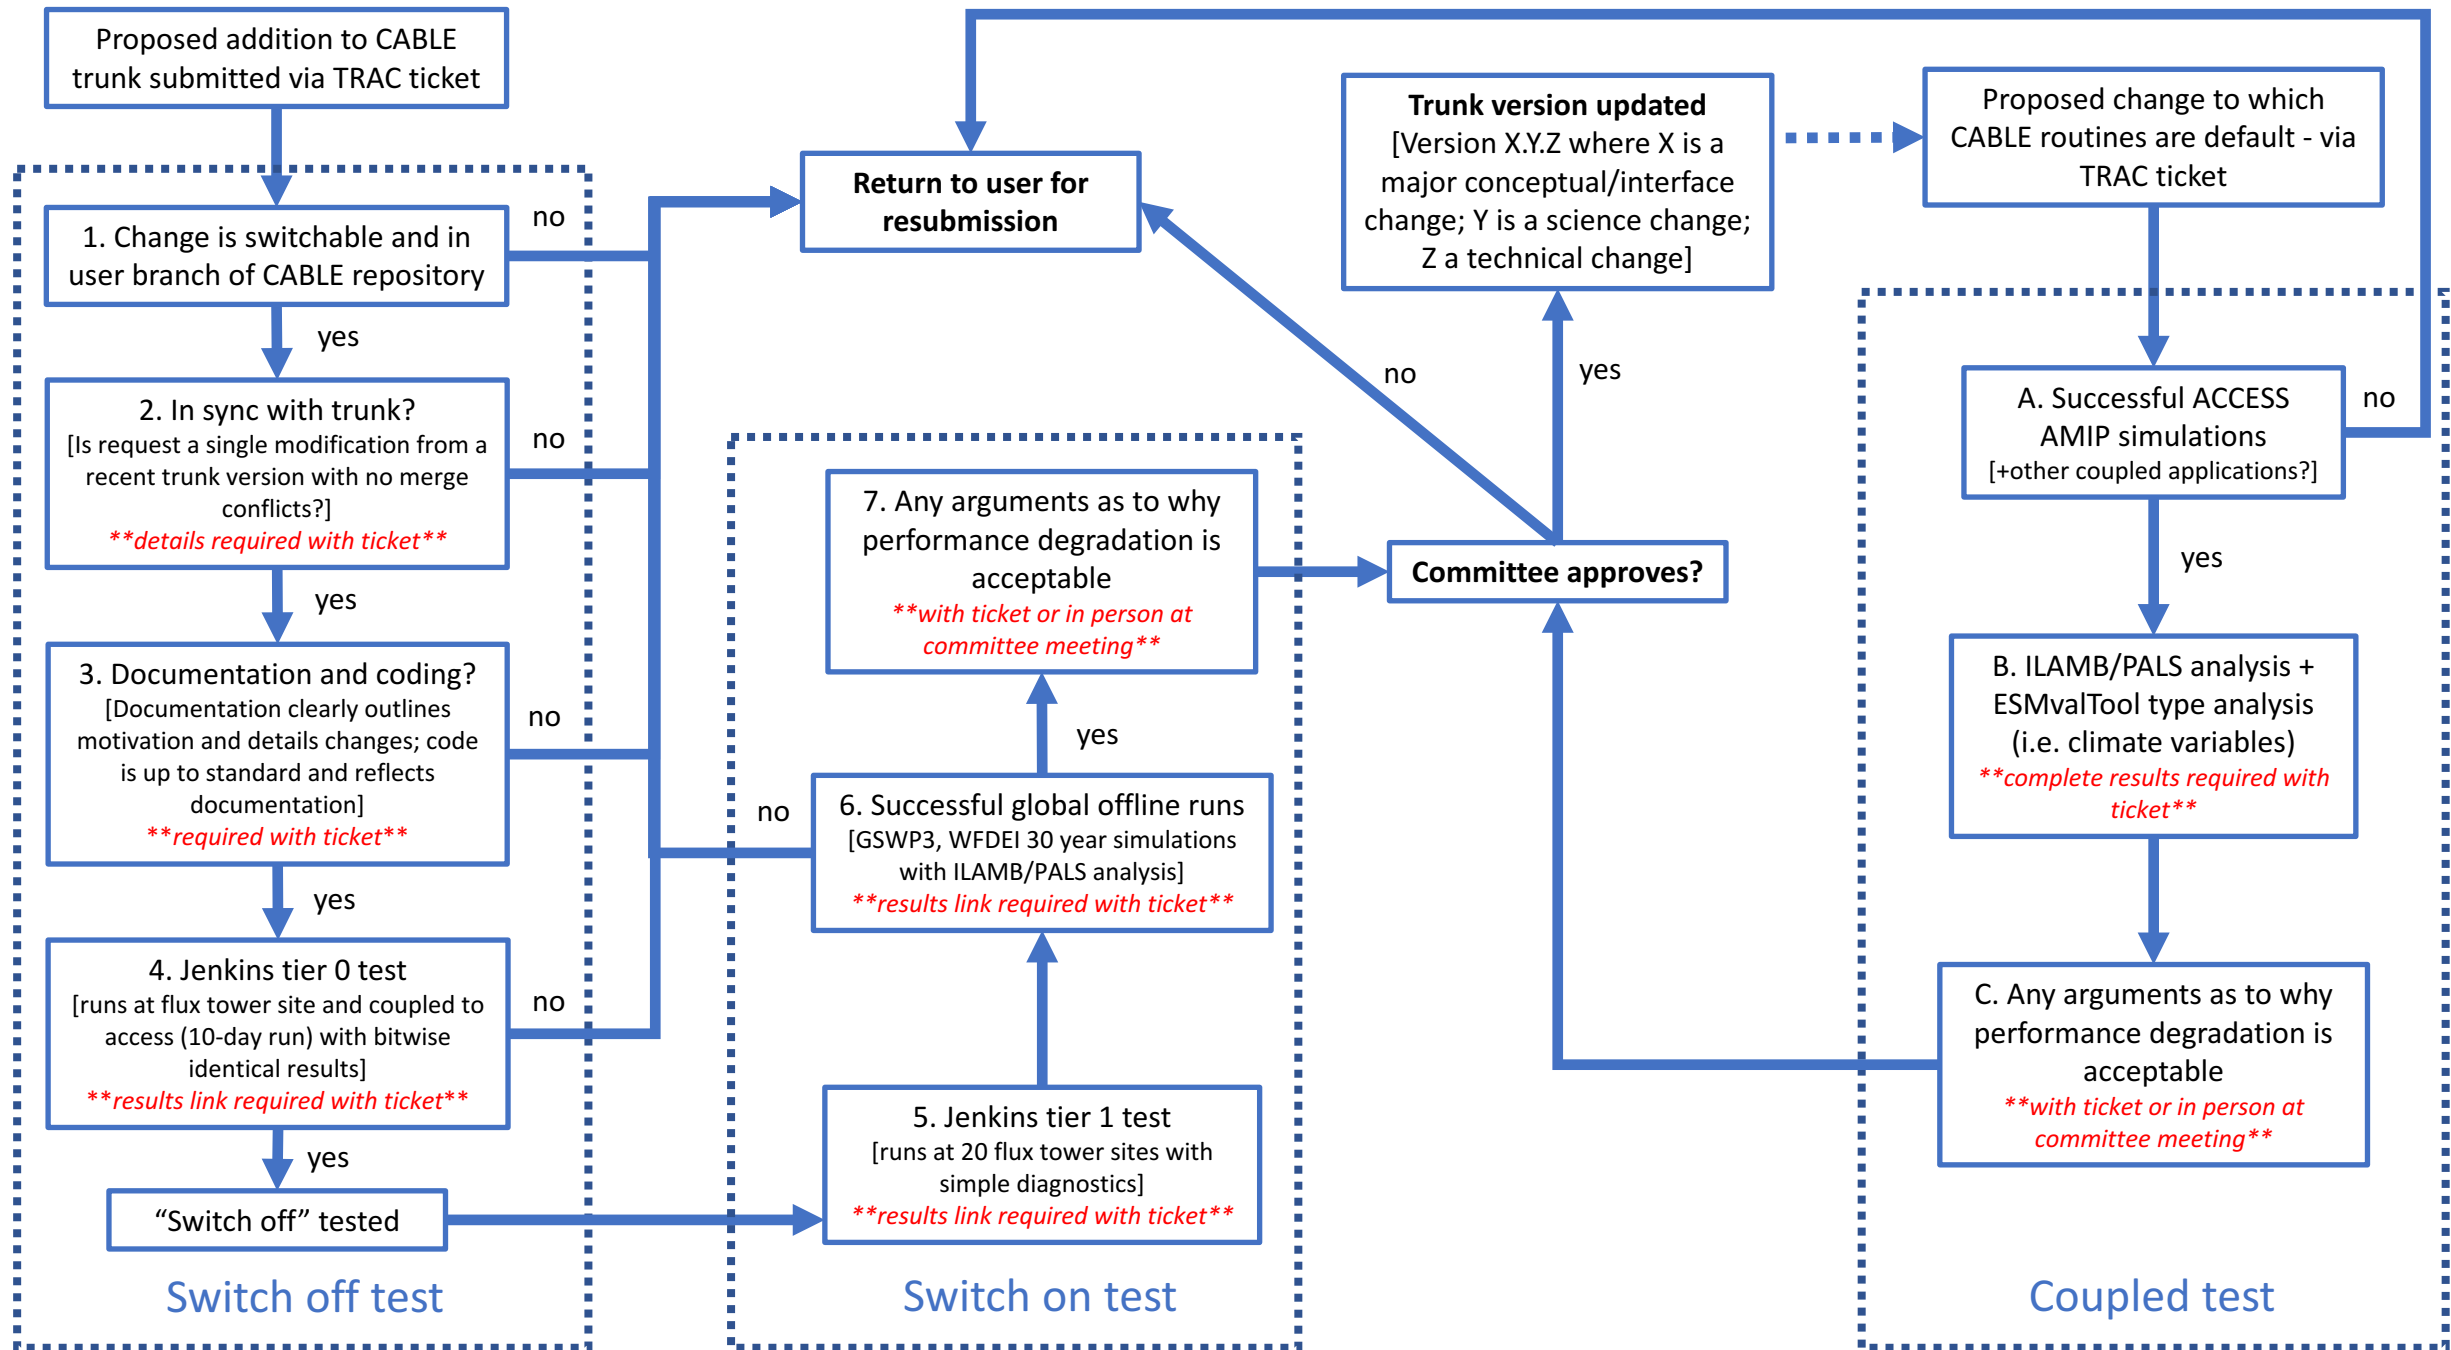 Proposed addition to CABLE
trunk submitted via TRAC ticket
1. Change is switchable and in
user branch of CABLE repository
no
yes
2. In sync with trunk?
[Is request a single modification from a
recent trunk version with no merge
conflicts?]
**details required with ticket**
no
yes
3. Documentation and coding?
[Documentation clearly outlines
motivation and details changes; code
is up to standard and reflects
documentation]
**required with ticket**
no
yes
4. Jenkins tier 0 test
[runs at flux tower site and coupled to
access (10-day run) with bitwise
identical results]
**results link required with ticket**
no
yes
“Switch off” tested
Switch off test
Return to user for
resubmission
7. Any arguments as to why
performance degradation is
acceptable
**with ticket or in person at
committee meeting**
yes
6. Successful global offline runs
[GSWP3, WFDEI 30 year simulations
with ILAMB/PALS analysis]
**results link required with ticket**
no
5. Jenkins tier 1 test
[runs at 20 flux tower sites with
simple diagnostics]
**results link required with ticket**
Switch on test
Trunk version updated
[Version X.Y.Z where X is a
major conceptual/interface
change; Y is a science change;
Z a technical change]
no
yes
Committee approves?
Proposed change to which
CABLE routines are default - via
TRAC ticket
A. Successful ACCESS
AMIP simulations
[+other coupled applications?]
no
yes
B. ILAMB/PALS analysis +
ESMvalTool type analysis
(i.e. climate variables)
**complete results required with
ticket**
C. Any arguments as to why
performance degradation is
acceptable
**with ticket or in person at
committee meeting**
Coupled test